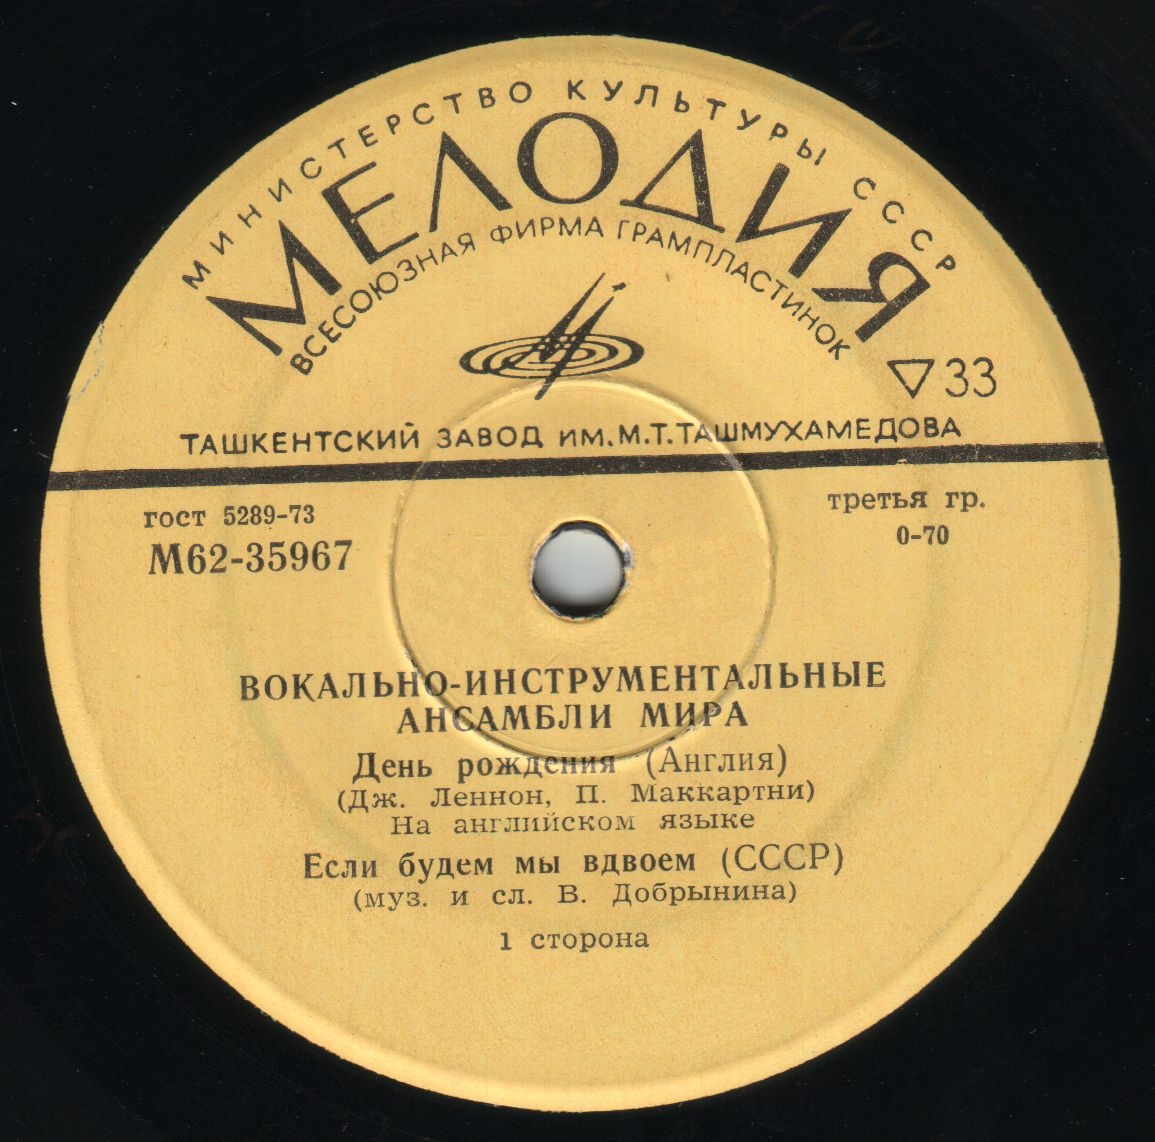 МИНИСТЕРСТВО КУЛЬТУРЫ СССР
МЕЛОДИЯ
ВСЕСОЮЗНАЯ ФИРМА ГРАМПЛАСТИНОК
33
ТАШКЕНТСКИЙ ЗАВОД ИМ. М.Т.ТАШМУХАМЕДОВА
гост 5289-73
третья гр.
М62-35967
0-70
ВОКАЛЬНО-ИНСТРУМЕНТАЛЬНЫЕ
АНСАМБЛИ МИРА
День рождения (Англия)
(Дж. Леннон, П. Маккартни)
На английском языке
Если будем мы вдвоем (СССР)
(муз. и сл. В. Добрынина)
1 сторона